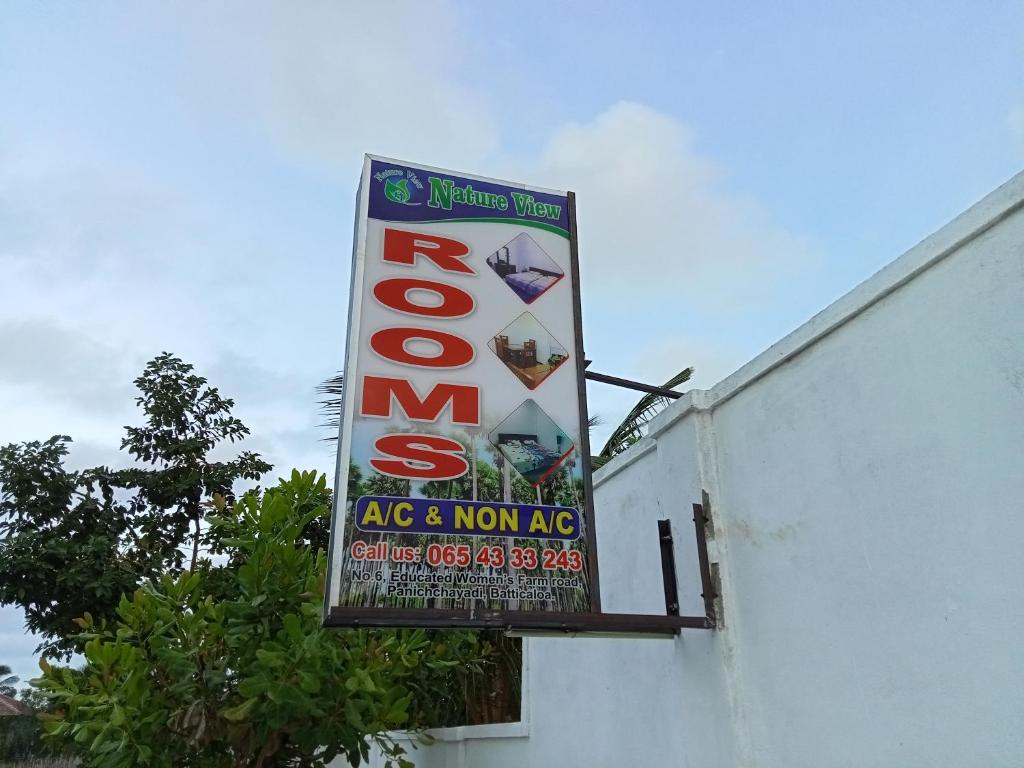 Nature View
Nature View
ROOMS
A/C & NON A/C
Call us: 065 43 33 243
No.6, Educated Women's Farm road,
Panichchayadi, Batticaloa.